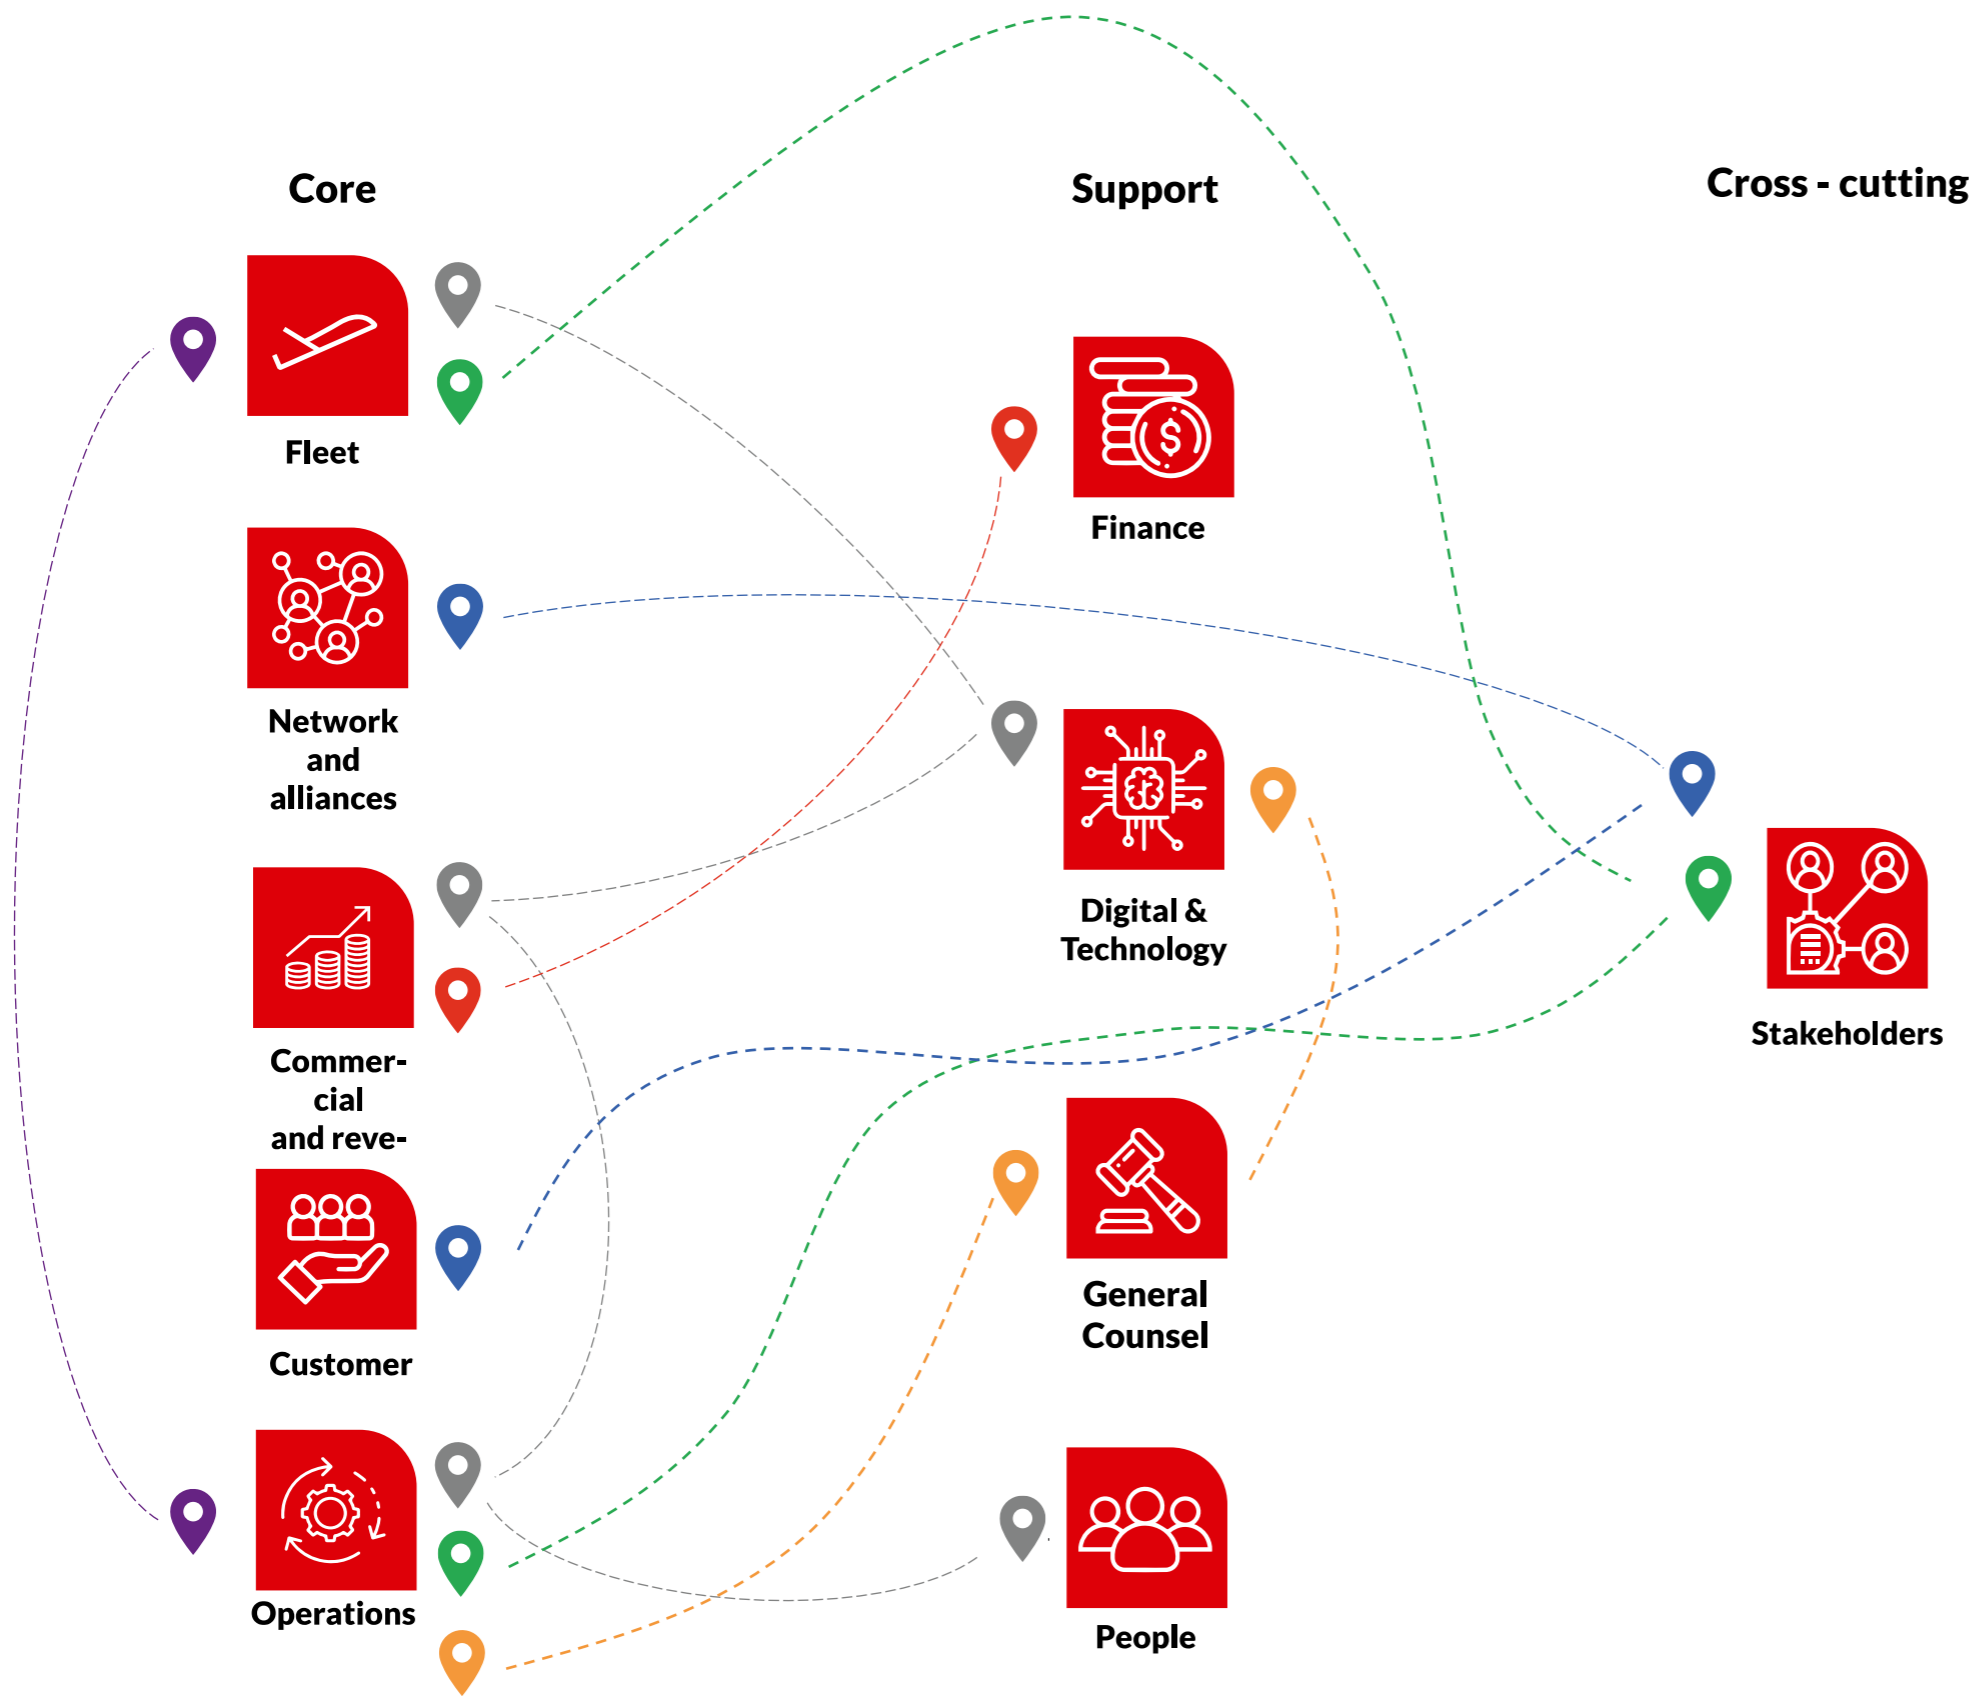 Core
Support
Cross - cutting
Fleet
Finance
Network
and
alliances
Digital &
Technology
Stakeholders
Commer-
cial
and reve-
General
Counsel
Customer
Operations
People
$